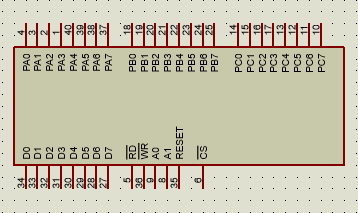 4 3 2 1 40 39 38 37 18 19 20 21 22 23 24 25 14 15 16 17 13 12 11 10
PA0 PA1 PA2 PA3 PA4 PA5 PA6 PA7 PB0 PB1 PB2 PB3 PB4 PB5 PB6 PB7 PC0 PC1 PC2 PC3 PC4 PC5 PC6 PC7
D0 D1 D2 D3 D4 D5 D6 D7 RD WR A0 A1 RESET CS
34 33 32 31 30 29 28 27 5 36 9 8 35 6